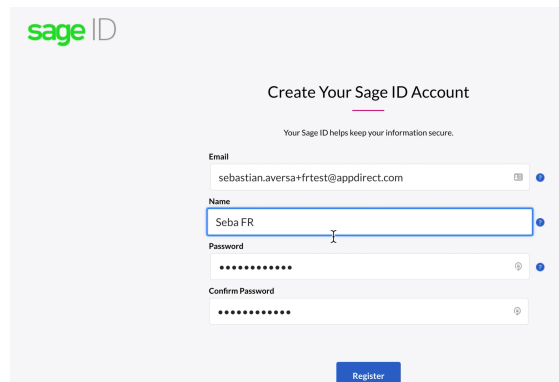 sage ID
Create Your Sage ID Account
Your Sage ID helps keep your information secure.
Email
sebastian.aversa+frtest@appdirect.com
?
Name
Seba FR
?
Password
••••••••••••
?
Confirm Password
••••••••••••
Register